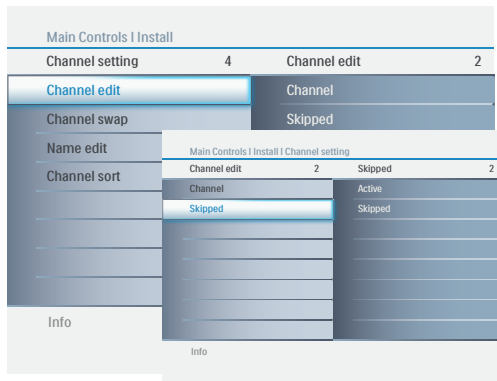 Main Controls I Install
Channel setting 4 Channel edit 2
Channel edit Channel
Channel swap Skipped
Name edit
Channel sort
Info
Main Controls I Install I Channel setting
Channel edit 2 Skipped 2
Channel Active
Skipped Skipped
Info